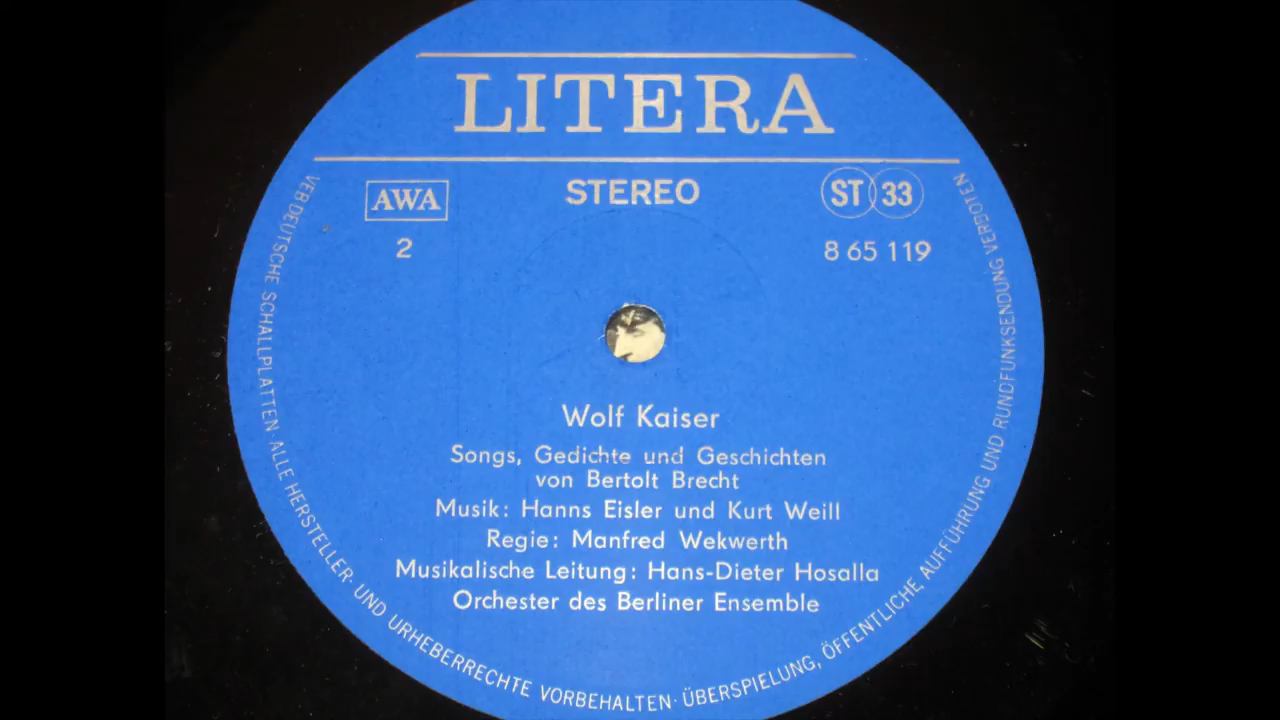 LITERA
AWA
STEREO
ST 33
2
8 65 119
Wolf Kaiser
Songs, Gedichte und Geschichten
von Bertolt Brecht
Musik: Hanns Eisler und Kurt Weill
Regie: Manfred Wekwerth
Musikalische Leitung: Hans-Dieter Hosalla
Orchester des Berliner Ensemble
VEB DEUTSCHE SCHALLPLATTEN · ALLE HERSTELLER- UND URHEBERRECHTE VORBEHALTEN · ÜBERSPIELUNG, ÖFFENTLICHE AUFFÜHRUNG UND RUNDFUNKSENDUNG VERBOTEN